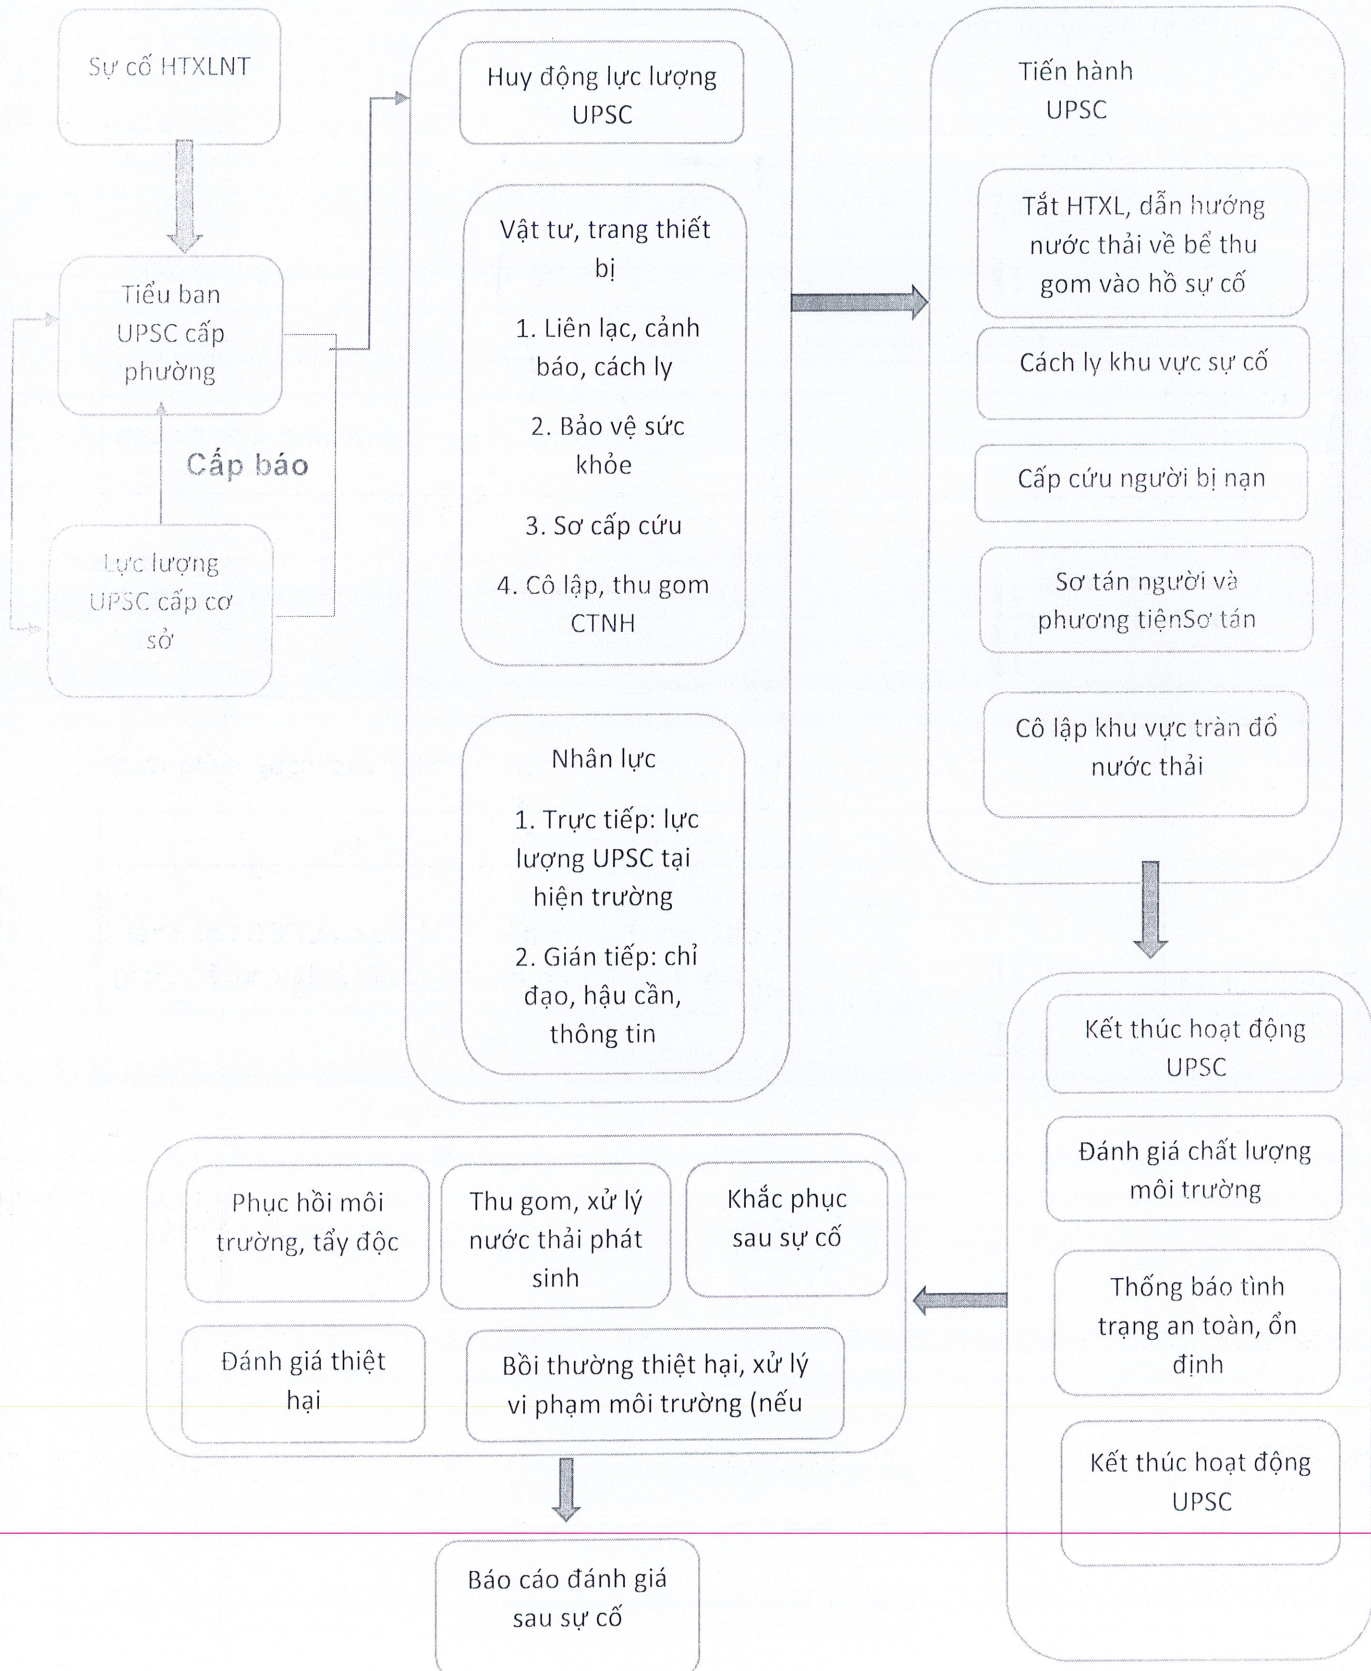 Sự cố HTXLNT
Tiểu ban
UPSC cấp
phường
Cấp báo
Lực lượng
UPSC cấp cơ
sở
Huy động lực lượng
UPSC
Vật tư, trang thiết
bị
1. Liên lạc, cảnh
báo, cách ly
2. Bảo vệ sức
khỏe
3. Sơ cấp cứu
4. Cô lập, thu gom
CTNH
Nhân lực
1. Trực tiếp: lực
lượng UPSC tại
hiện trường
2. Gián tiếp: chỉ
đạo, hậu cần,
thông tin
Tiến hành
UPSC
Tắt HTXL, dẫn hướng
nước thải về bể thu
gom vào hồ sự cố
Cách ly khu vực sự cố
Cấp cứu người bị nạn
Sơ tán người và
phương tiệnSơ tán
Cô lập khu vực tràn đổ
nước thải
Kết thúc hoạt động
UPSC
Đánh giá chất lượng
môi trường
Thống báo tình
trạng an toàn, ổn
định
Kết thúc hoạt động
UPSC
Phục hồi môi
trường, tẩy độc
Thu gom, xử lý
nước thải phát
sinh
Khắc phục
sau sự cố
Đánh giá thiệt
hại
Bồi thường thiệt hại, xử lý
vi phạm môi trường (nếu
Báo cáo đánh giá
sau sự cố